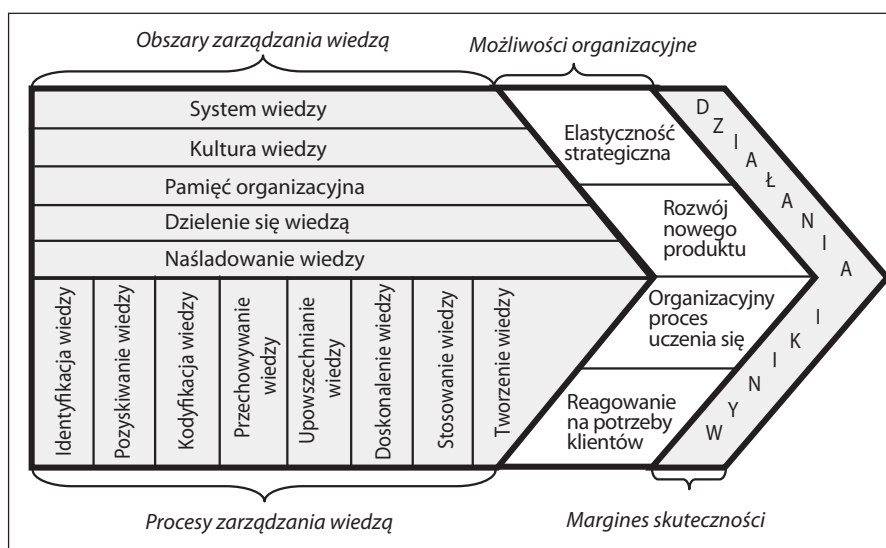 Obszary zarządzania wiedzą
Możliwości organizacyjne
System wiedzy
Kultura wiedzy
Pamięć organizacyjna
Dzielenie się wiedzą
Naśladowanie wiedzy
Identyfikacja wiedzy
Pozyskiwanie wiedzy
Kodyfikacja wiedzy
Przechowywanie
wiedzy
Upowszechnianie
wiedzy
Doskonalenie wiedzy
Stosowanie wiedzy
Tworzenie wiedzy
Elastyczność
strategiczna
Rozwój
nowego
produktu
Organizacyjny
proces
uczenia się
Reagowanie
na potrzeby
klientów
WYNIKI
DZIAŁANIA
Procesy zarządzania wiedzą
Margines skuteczności